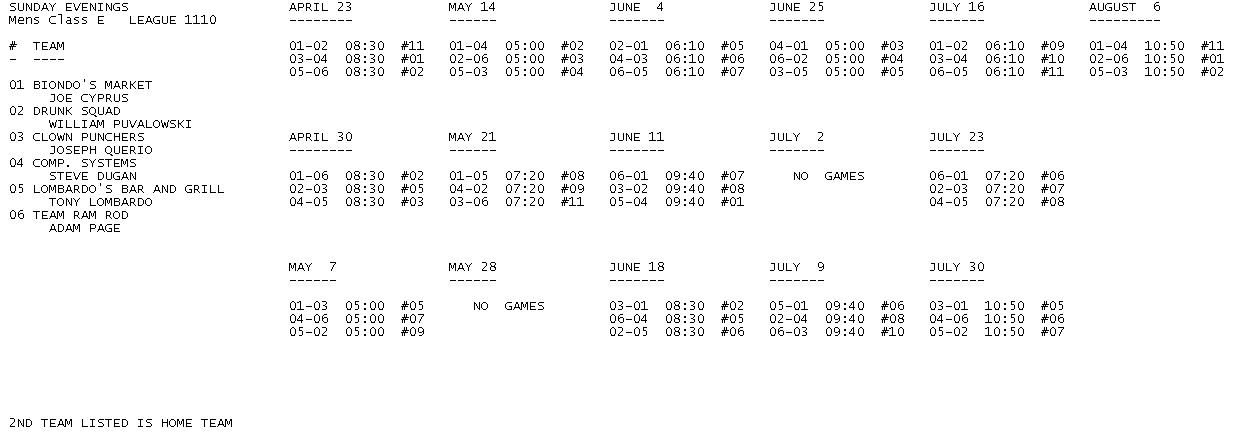 SUNDAY EVENINGS APRIL 23 MAY 14 JUNE 4 JUNE 25 JULY 16 AUGUST 6
Mens Class E LEAGUE 1110 -------- ------ ------- ------- ------- ---------
# TEAM 01-02 08:30 #11 01-04 05:00 #02 02-01 06:10 #05 04-01 05:00 #03 01-02 06:10 #09 01-04 10:50 #11
- ---- 03-04 08:30 #01 02-06 05:00 #03 04-03 06:10 #06 06-02 05:00 #04 03-04 06:10 #10 02-06 10:50 #01
05-06 08:30 #02 03-05 05:00 #04 06-05 06:10 #07 03-05 05:00 #05 06-05 06:10 #11 05-03 10:50 #02
01 BIONDO'S MARKET
JOE CYPRUS
02 DRUNK SQUAD
WILLIAM PUVALOWSKI
03 CLOWN PUNCHERS APRIL 30 MAY 21 JUNE 11 JULY 2 JULY 23
JOSEPH QUERIO -------- ------ ------- ------- -------
04 COMP. SYSTEMS
STEVE DUGAN 01-06 08:30 #02 01-05 07:20 #08 06-01 09:40 #07 NO GAMES 06-01 07:20 #06
05 LOMBARDO'S BAR AND GRILL 02-03 08:30 #05 04-02 07:20 #09 03-02 09:40 #08 02-03 07:20 #07
TONY LOMBARDO 04-05 08:30 #03 03-06 07:20 #11 05-04 09:40 #01 04-05 07:20 #08
06 TEAM RAM ROD
ADAM PAGE
MAY 7 MAY 28 JUNE 18 JULY 9 JULY 30
------ ------ ------- ------- -------
01-03 05:00 #05 NO GAMES 03-01 08:30 #02 05-01 09:40 #06 03-01 10:50 #05
04-06 05:00 #07 06-04 08:30 #05 02-04 09:40 #08 04-06 10:50 #06
05-02 05:00 #09 02-05 08:30 #06 06-03 09:40 #10 05-02 10:50 #07
2ND TEAM LISTED IS HOME TEAM